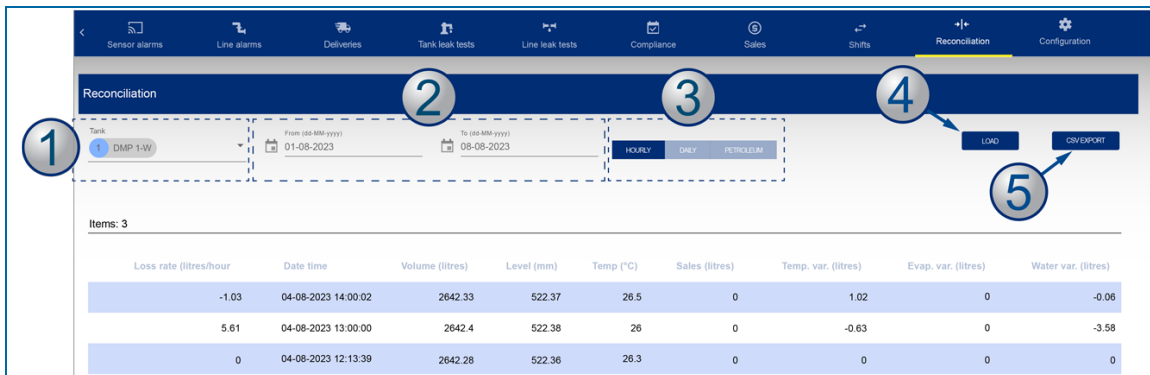 Sensor alarms Line alarms Deliveries Tank leak tests Line leak tests Compliance Sales Shifts Reconciliation Configuration
Reconciliation
1 2 3 4 5
Tank
1 DMP 1-W
From (dd-MM-yyyy)
01-08-2023
To (dd-MM-yyyy)
08-08-2023
HOURLY DAILY PETROLEUM
LOAD
CSV EXPORT
Items: 3
Loss rate (litres/hour Date time Volume (litres) Level (mm) Temp (°C) Sales (litres) Temp. var. (litres) Evap. var. (litres) Water var. (litres)
-1.03 04-08-2023 14:00:02 2642.33 522.37 26.5 0 1.02 0 -0.06
5.61 04-08-2023 13:00:00 2642.4 522.38 26 0 -0.63 0 -3.58
0 04-08-2023 12:13:39 2642.28 522.36 26.3 0 0 0 0